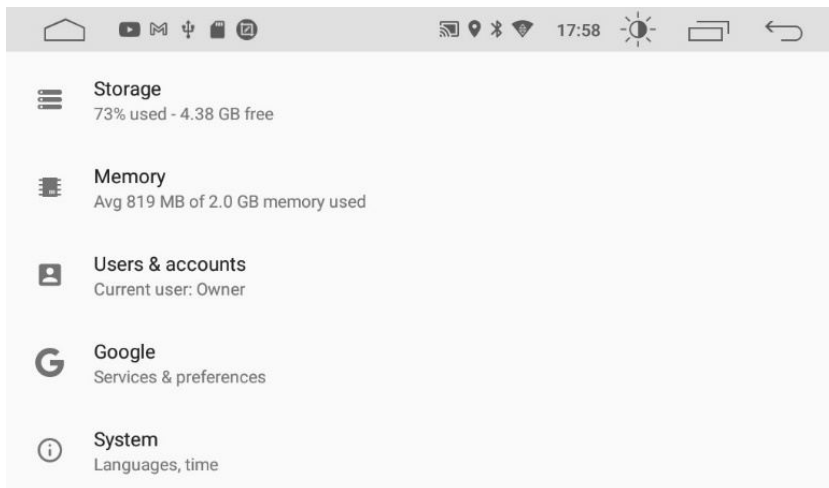 17:58
Storage
73% used - 4.38 GB free
Memory
Avg 819 MB of 2.0 GB memory used
Users & accounts
Current user: Owner
Google
Services & preferences
System
Languages, time